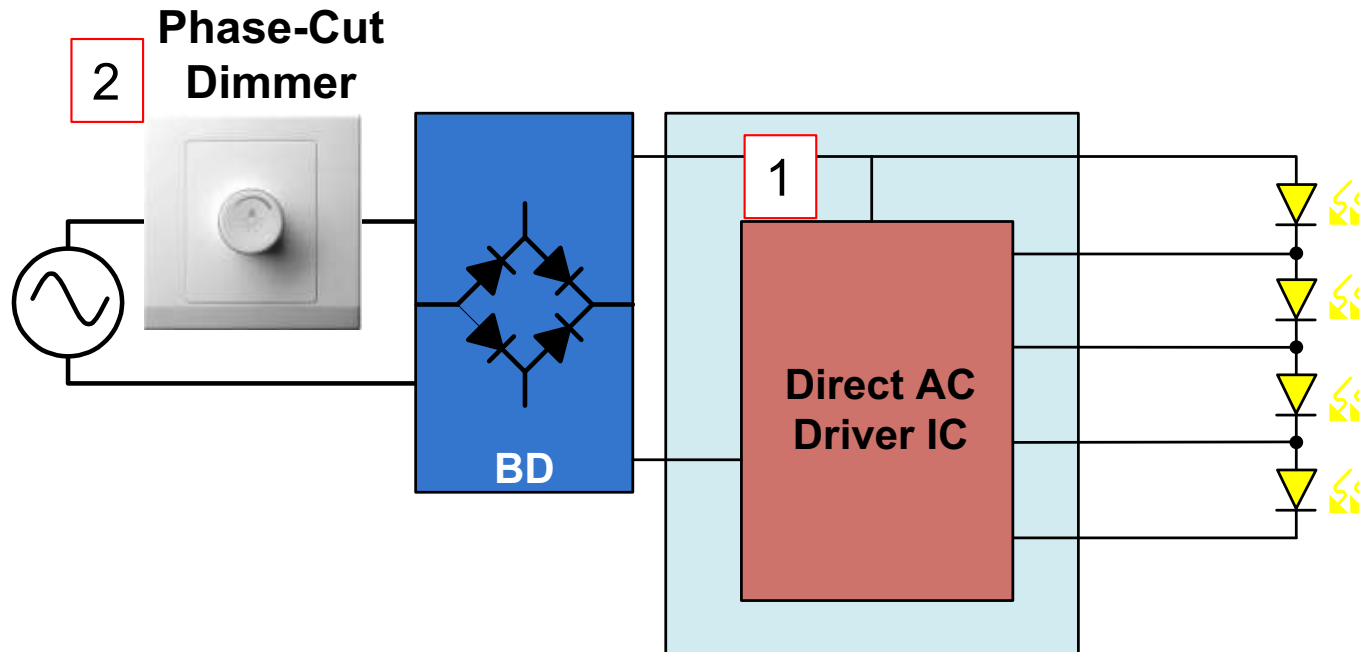 Phase-Cut
Dimmer
2
1
Direct AC
Driver IC
BD